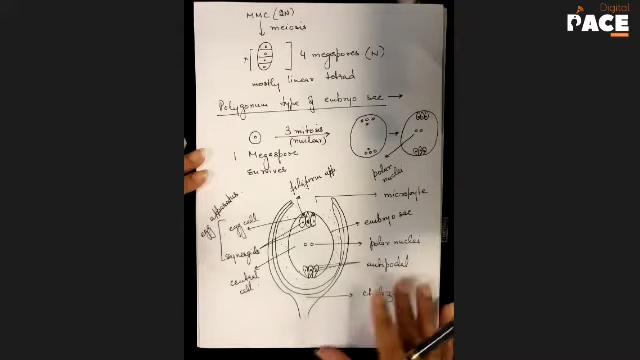 Digital
PACE
MMC (2N)
meiosis
4 megaspores (N)
mostly linear tetrad
Polygonum type of embryo sac
3 mitosis
(nuclear)
1 Megaspore
survives
polar
nuclei
filiform app
micropyle
egg apparatus
egg cell
embryo sac
synergids
polar nuclei
antipodal
central
cell